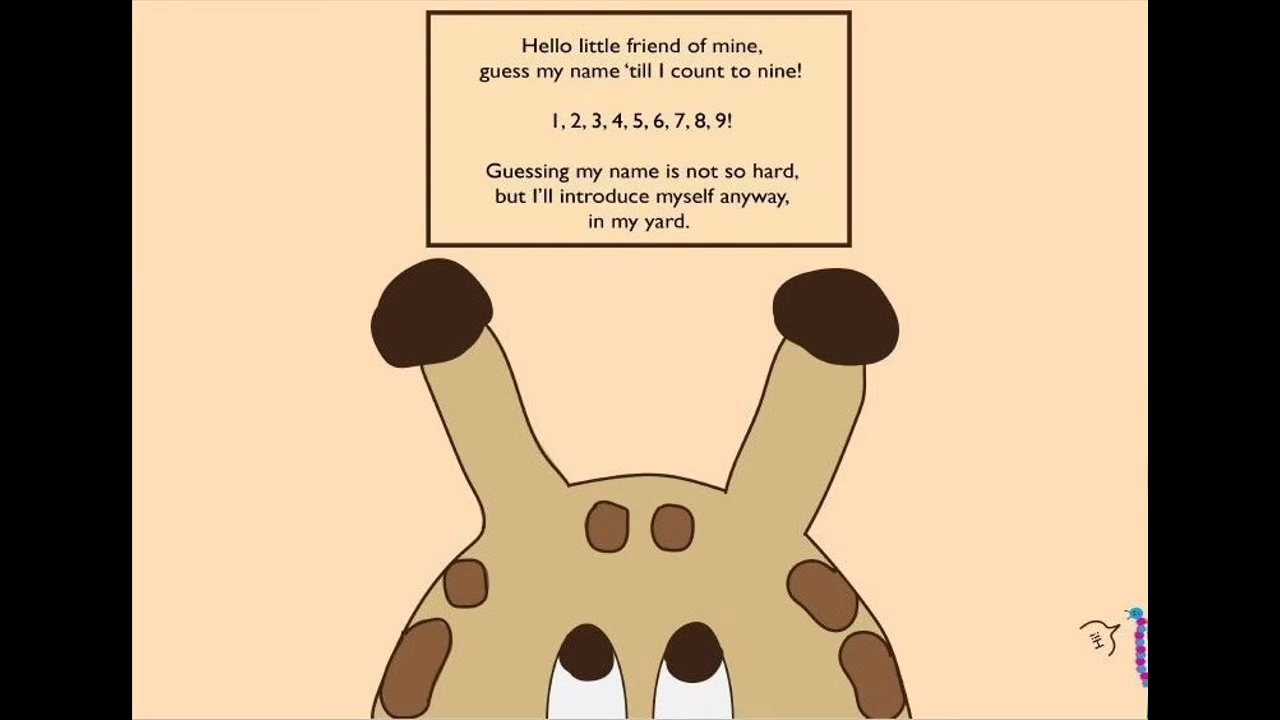 Hello little friend of mine,
guess my name ‘till I count to nine!
1, 2, 3, 4, 5, 6, 7, 8, 9!
Guessing my name is not so hard,
but I’ll introduce myself anyway,
in my yard.
Hi!